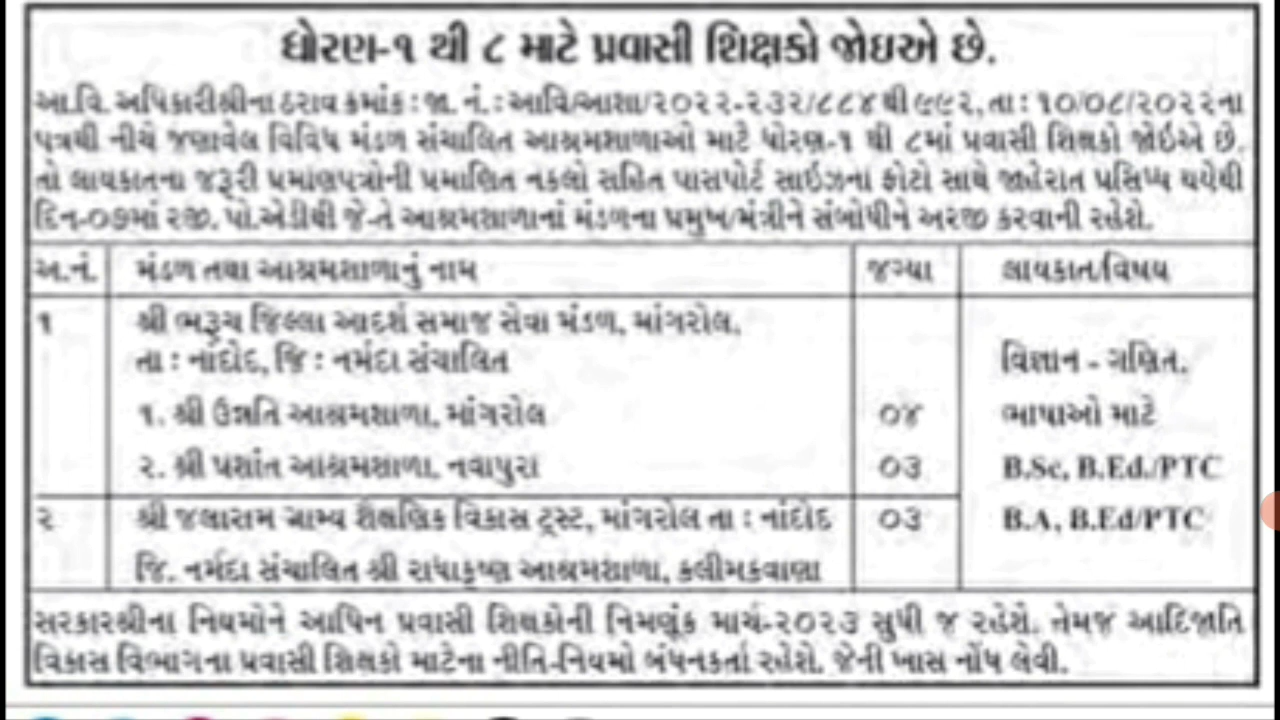 ધોરણ-૧ થી ૮ માટે પ્રવાસી શિક્ષકો જોઇએ છે.
આ.વિ. અધિકારીશ્રીના ઠરાવ ક્રમાંક : જા. નં. : આવિ/આશા/૨૦૨૨-૨૩૨/૮૮૪ થી ૯૯૨, તા : ૧૦/૦૮/૨૦૨૨ના
પત્રથી નીચે જણાવેલ વિવિધ મંડળ સંચાલિત આશ્રમશાળાઓ માટે ધોરણ-૧ થી ૮માં પ્રવાસી શિક્ષકો જોઇએ છે.
તો લાયકાતના જરૂરી પ્રમાણપત્રોની પ્રમાણિત નકલો સહિત પાસપોર્ટ સાઇઝના ફોટો સાથે જાહેરાત પ્રસિધ્ધ થયેથી
દિન-૦૭માં રજી. પો.એડીથી જે-તે આશ્રમશાળાનાં મંડળના પ્રમુખ/મંત્રીને સંબોધીને અરજી કરવાની રહેશે.
અ.નં. મંડળ તથા આશ્રમશાળાનું નામ જગ્યા લાયકાત/વિષય
૧ શ્રી ભરૂચ જિલ્લા આદર્શ સમાજ સેવા મંડળ, માંગરોલ,
તા : નાંદોદ, જિ : નર્મદા સંચાલિત વિજ્ઞાન - ગણિત,
૧. શ્રી ઉન્નતિ આશ્રમશાળા, માંગરોલ ૦૪ ભાષાઓ માટે
૨. શ્રી પ્રશાંત આશ્રમશાળા, નવાપુરા ૦૩ B.Sc, B.Ed./PTC
૨ શ્રી જલારામ ગ્રામ્ય શૈક્ષણિક વિકાસ ટ્રસ્ટ, માંગરોલ તા : નાંદોદ ૦૩ B.A, B.Ed/PTC
જિ. નર્મદા સંચાલિત શ્રી રાધાકૃષ્ણ આશ્રમશાળા, કલીમકવાણા
સરકારશ્રીના નિયમોને આધિન પ્રવાસી શિક્ષકોની નિમણૂંક માર્ચ-૨૦૨૩ સુધી જ રહેશે. તેમજ આદિજાતિ
વિકાસ વિભાગના પ્રવાસી શિક્ષકો માટેના નીતિ-નિયમો બંધનકર્તા રહેશે. જેની ખાસ નોંધ લેવી.